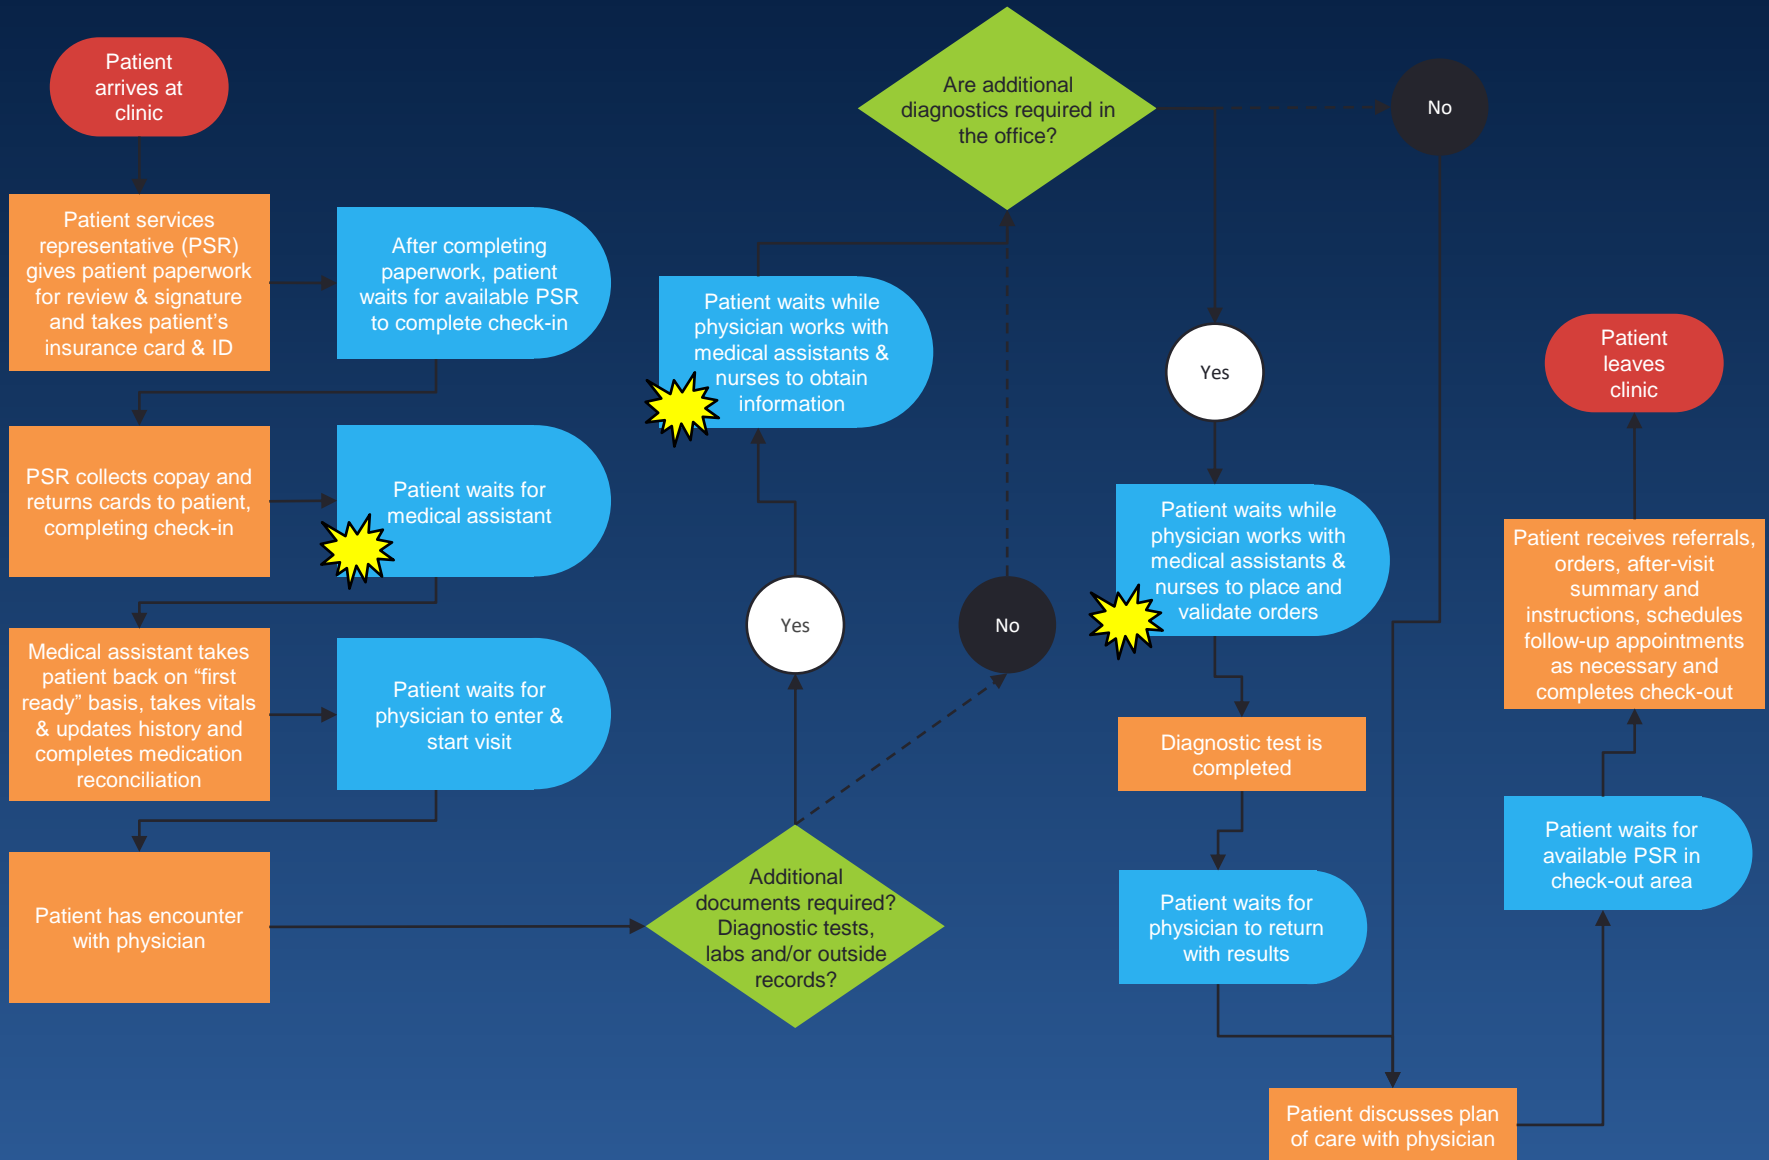 Patient
arrives at
clinic
Patient services
representative (PSR)
gives patient paperwork
for review & signature
and takes patient’s
insurance card & ID
After completing
paperwork, patient
waits for available PSR
to complete check-in
PSR collects copay and
returns cards to patient,
completing check-in
Patient waits for
medical assistant
Medical assistant takes
patient back on “first
ready” basis, takes vitals
& updates history and
completes medication
reconciliation
Patient waits for
physician to enter &
start visit
Patient has encounter
with physician
Additional
documents required?
Diagnostic tests,
labs and/or outside
records?
Yes
No
Patient waits while
physician works with
medical assistants &
nurses to obtain
information
Are additional
diagnostics required in
the office?
No
Yes
Patient waits while
physician works with
medical assistants &
nurses to place and
validate orders
Diagnostic test is
completed
Patient waits for
physician to return
with results
Patient discusses plan
of care with physician
Patient waits for
available PSR in
check-out area
Patient receives referrals,
orders, after-visit
summary and
instructions, schedules
follow-up appointments
as necessary and
completes check-out
Patient
leaves
clinic